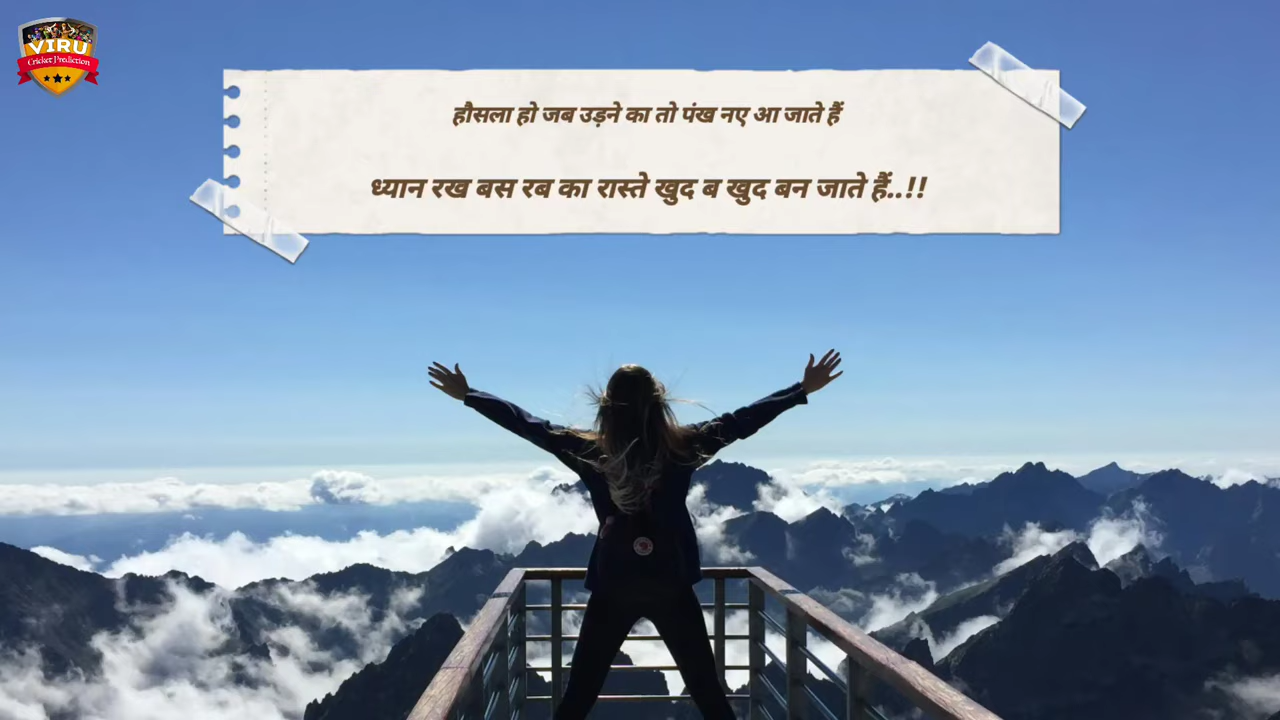 VIRU
Cricket Prediction
हौसला हो जब उड़ने का तो पंख नए आ जाते हैं
ध्यान रख बस रब का रास्ते खुद ब खुद बन जाते हैं..!!